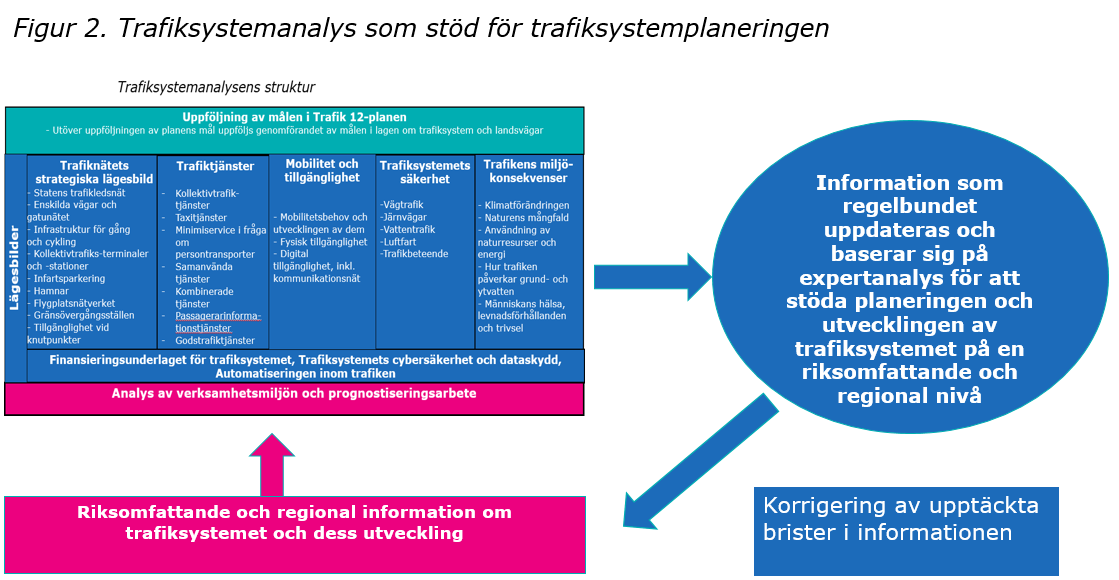 Figur 2. Trafiksystemanalys som stöd för trafiksystemplaneringen
Trafiksystemanalysens struktur
Uppföljning av målen i Trafik 12-planen
- Utöver uppföljningen av planens mål uppföljs genomförandet av målen i lagen om trafiksystem och landsvägar
Lägesbilder
Trafiknätets
strategiska lägesbild
- Statens trafikledsnät
- Enskilda vägar och
gatunätet
- Infrastruktur för gång
och cykling
- Kollektivtrafiks-terminaler
och -stationer
- Infartsparkering
- Hamnar
- Flygplatsnätverket
- Gränsövergångsställen
- Tillgänglighet vid
knutpunkter
Trafiktjänster
- Kollektivtrafik-
tjänster
- Taxitjänster
- Minimiservice i fråga
om
persontransporter
- Samanvända
tjänster
- Kombinerade
tjänster
- Passagerarinforma-
tionstjänster
- Godstrafiktjänster
Mobilitet och
tillgänglighet
- Mobilitetsbehov och
utvecklingen av dem
- Fysisk tillgänglighet
- Digital
tillgänglighet, inkl.
kommunikationsnät
Trafiksystemets
säkerhet
-Vägtrafik
-Järnvägar
-Vattentrafik
-Luftfart
-Trafikbeteende
Trafikens miljö-
konsekvenser
- Klimatförändringen
- Naturens mångfald
- Användning av
naturresurser och
energi
- Hur trafiken
påverkar grund- och
ytvatten
- Människans hälsa,
levnadsförhållanden
och trivsel
Finansieringsunderlaget för trafiksystemet, Trafiksystemets cybersäkerhet och dataskydd,
Automatiseringen inom trafiken
Analys av verksamhetsmiljön och prognostiseringsarbete
Information som
regelbundet
uppdateras och
baserar sig på
expertanalys för att
stöda planeringen och
utvecklingen av
trafiksystemet på en
riksomfattande och
regional nivå
Riksomfattande och regional information om
trafiksystemet och dess utveckling
Korrigering av upptäckta
brister i informationen